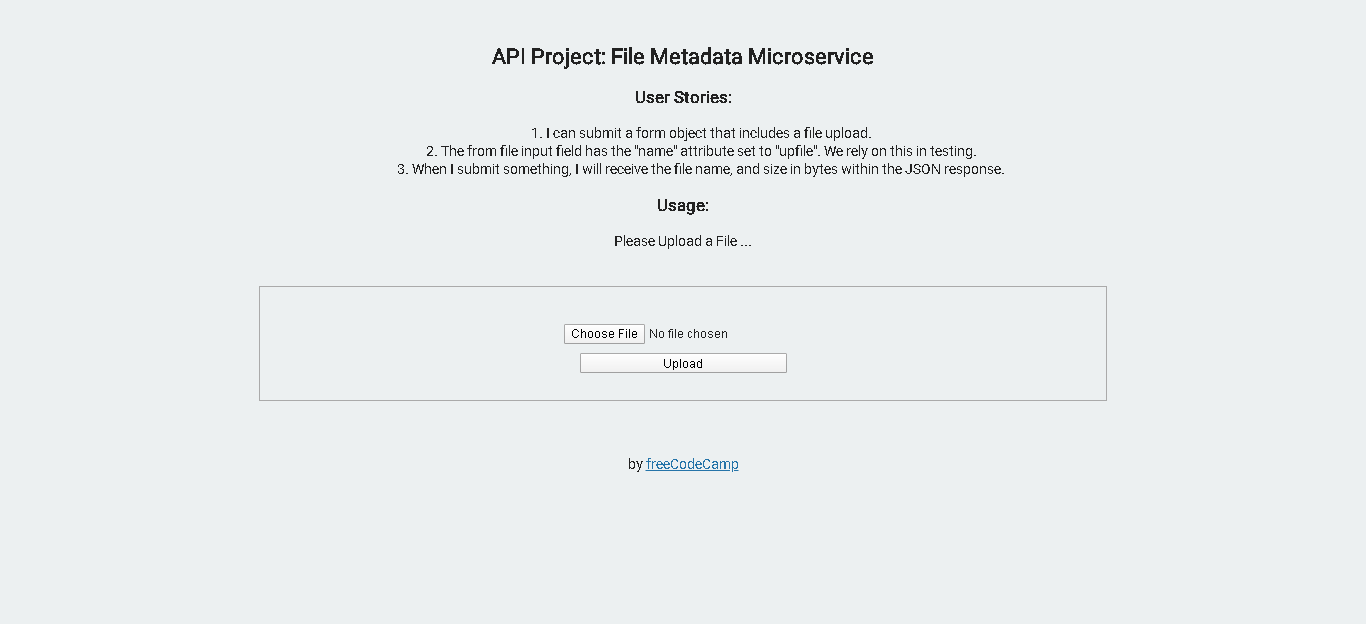 API Project: File Metadata Microservice
User Stories:
1. I can submit a form object that includes a file upload.
2. The from file input field has the "name" attribute set to "upfile". We rely on this in testing.
3. When I submit something, I will receive the file name, and size in bytes within the JSON response.
Usage:
Please Upload a File ...
Choose File No file chosen
Upload
by freeCodeCamp